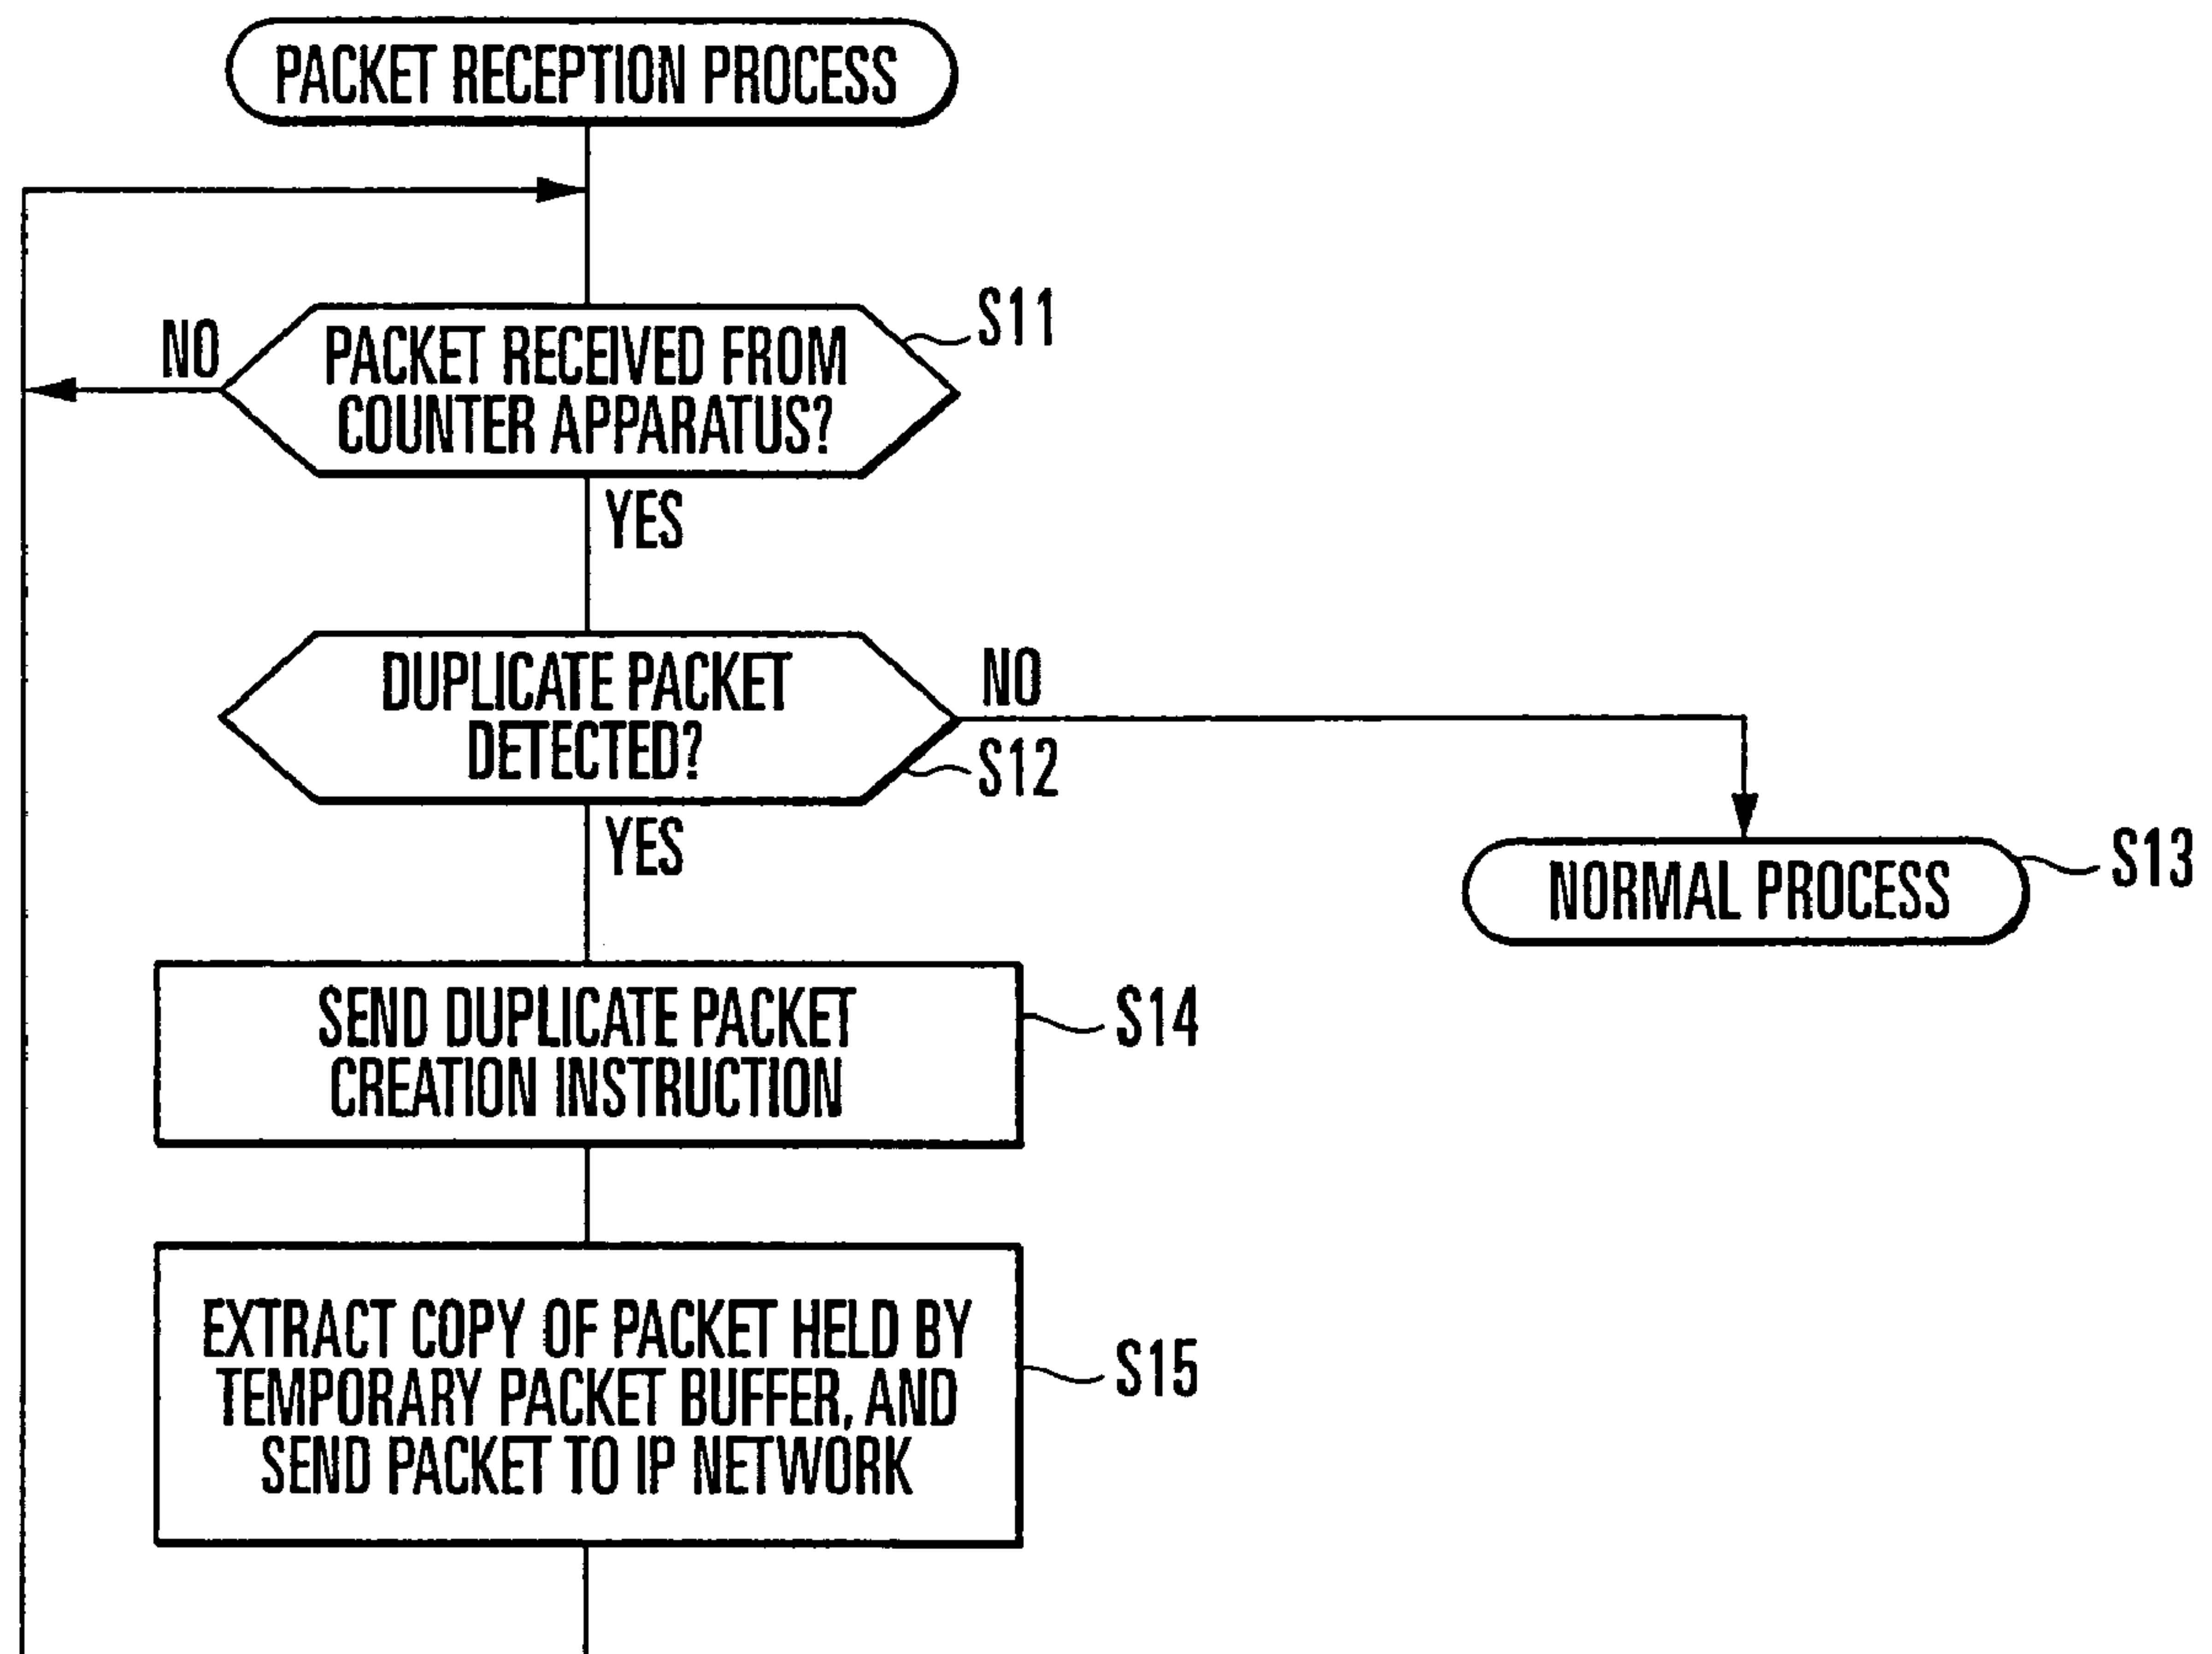 PACKET RECEPTION PROCESS
S11
NO
PACKET RECEIVED FROM
COUNTER APPARATUS?
YES
DUPLICATE PACKET
DETECTED?
NO
S12
YES
NORMAL PROCESS
S13
SEND DUPLICATE PACKET
CREATION INSTRUCTION
S14
EXTRACT COPY OF PACKET HELD BY
TEMPORARY PACKET BUFFER, AND
SEND PACKET TO IP NETWORK
S15